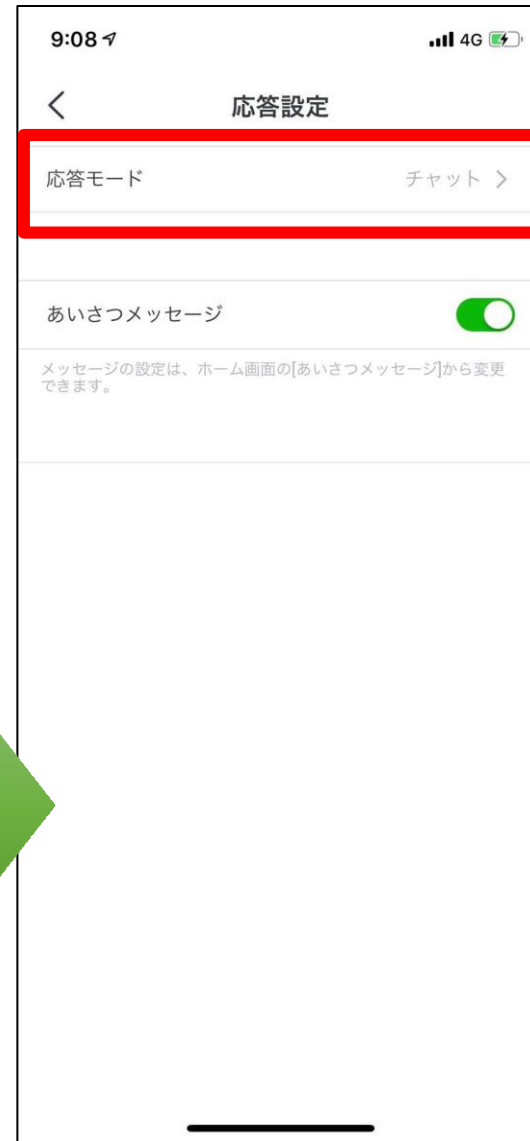 9:08
4G
応答設定
応答モード チャット
あいさつメッセージ
メッセージの設定は、ホーム画面の[あいさつメッセージ]から変更
できます。